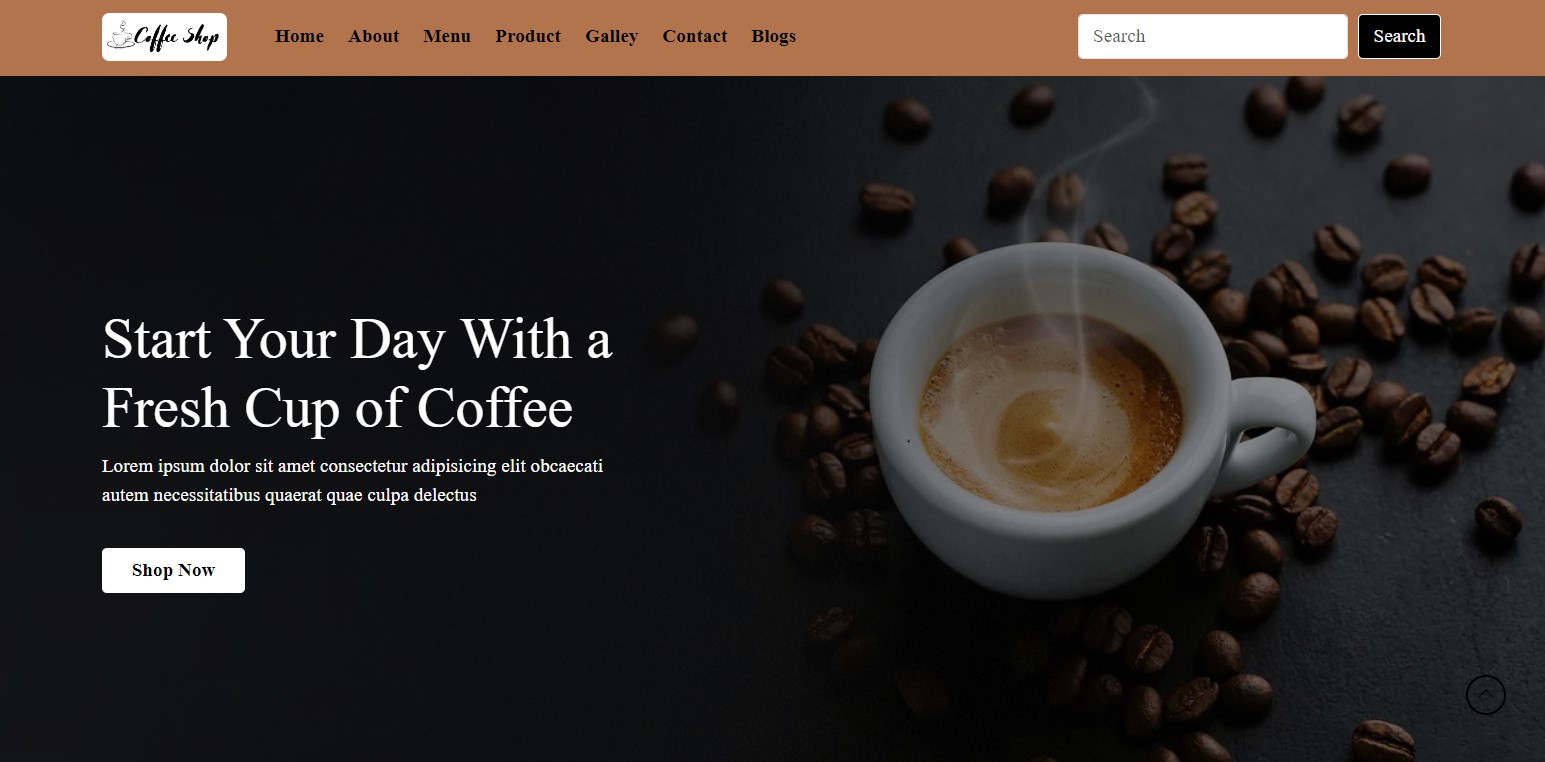 Coffee Shop
Home About Menu Product Galley Contact Blogs
Search
Search
Start Your Day With a
Fresh Cup of Coffee
Lorem ipsum dolor sit amet consectetur adipisicing elit obcaecati
autem necessitatibus quaerat quae culpa delectus
Shop Now